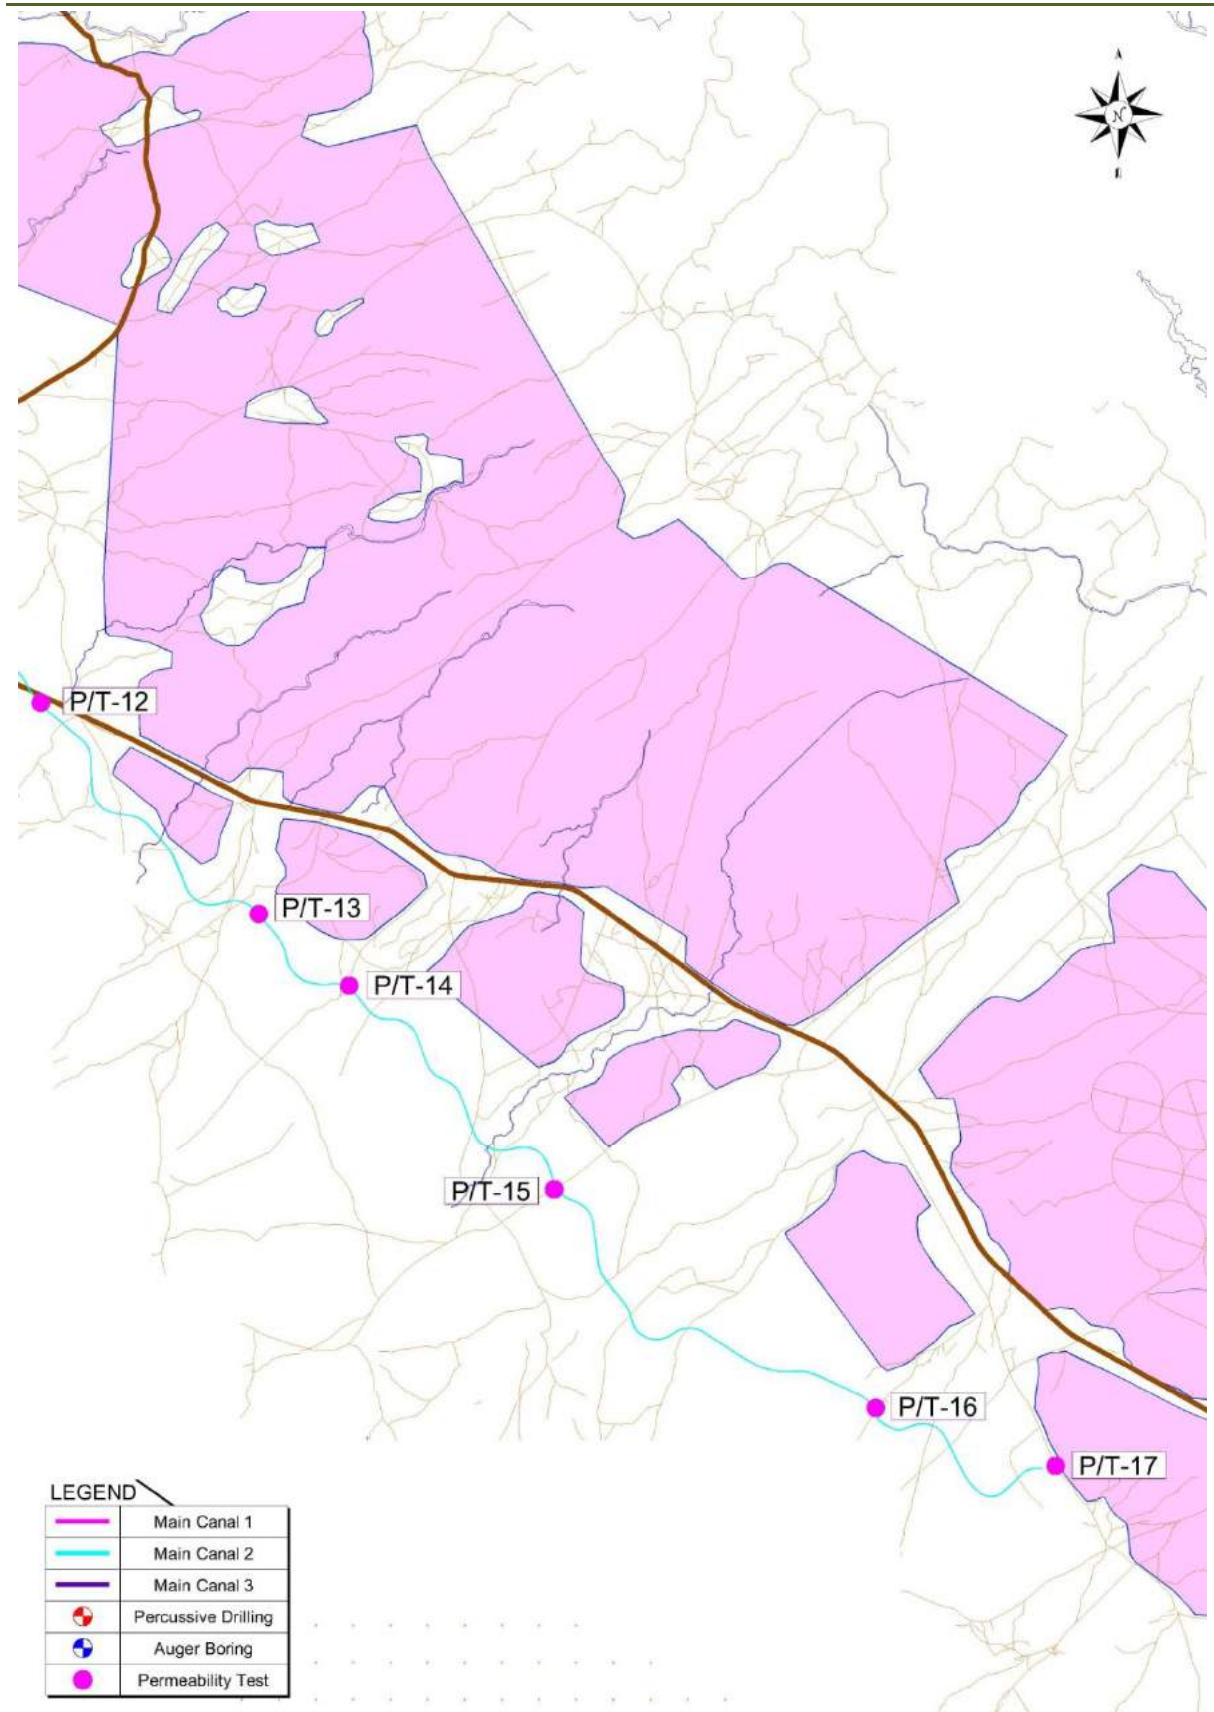 N
P/T-12
P/T-13
P/T-14
P/T-15
P/T-16
P/T-17
LEGEND
Main Canal 1
Main Canal 2
Main Canal 3
Percussive Drilling
Auger Boring
Permeability Test